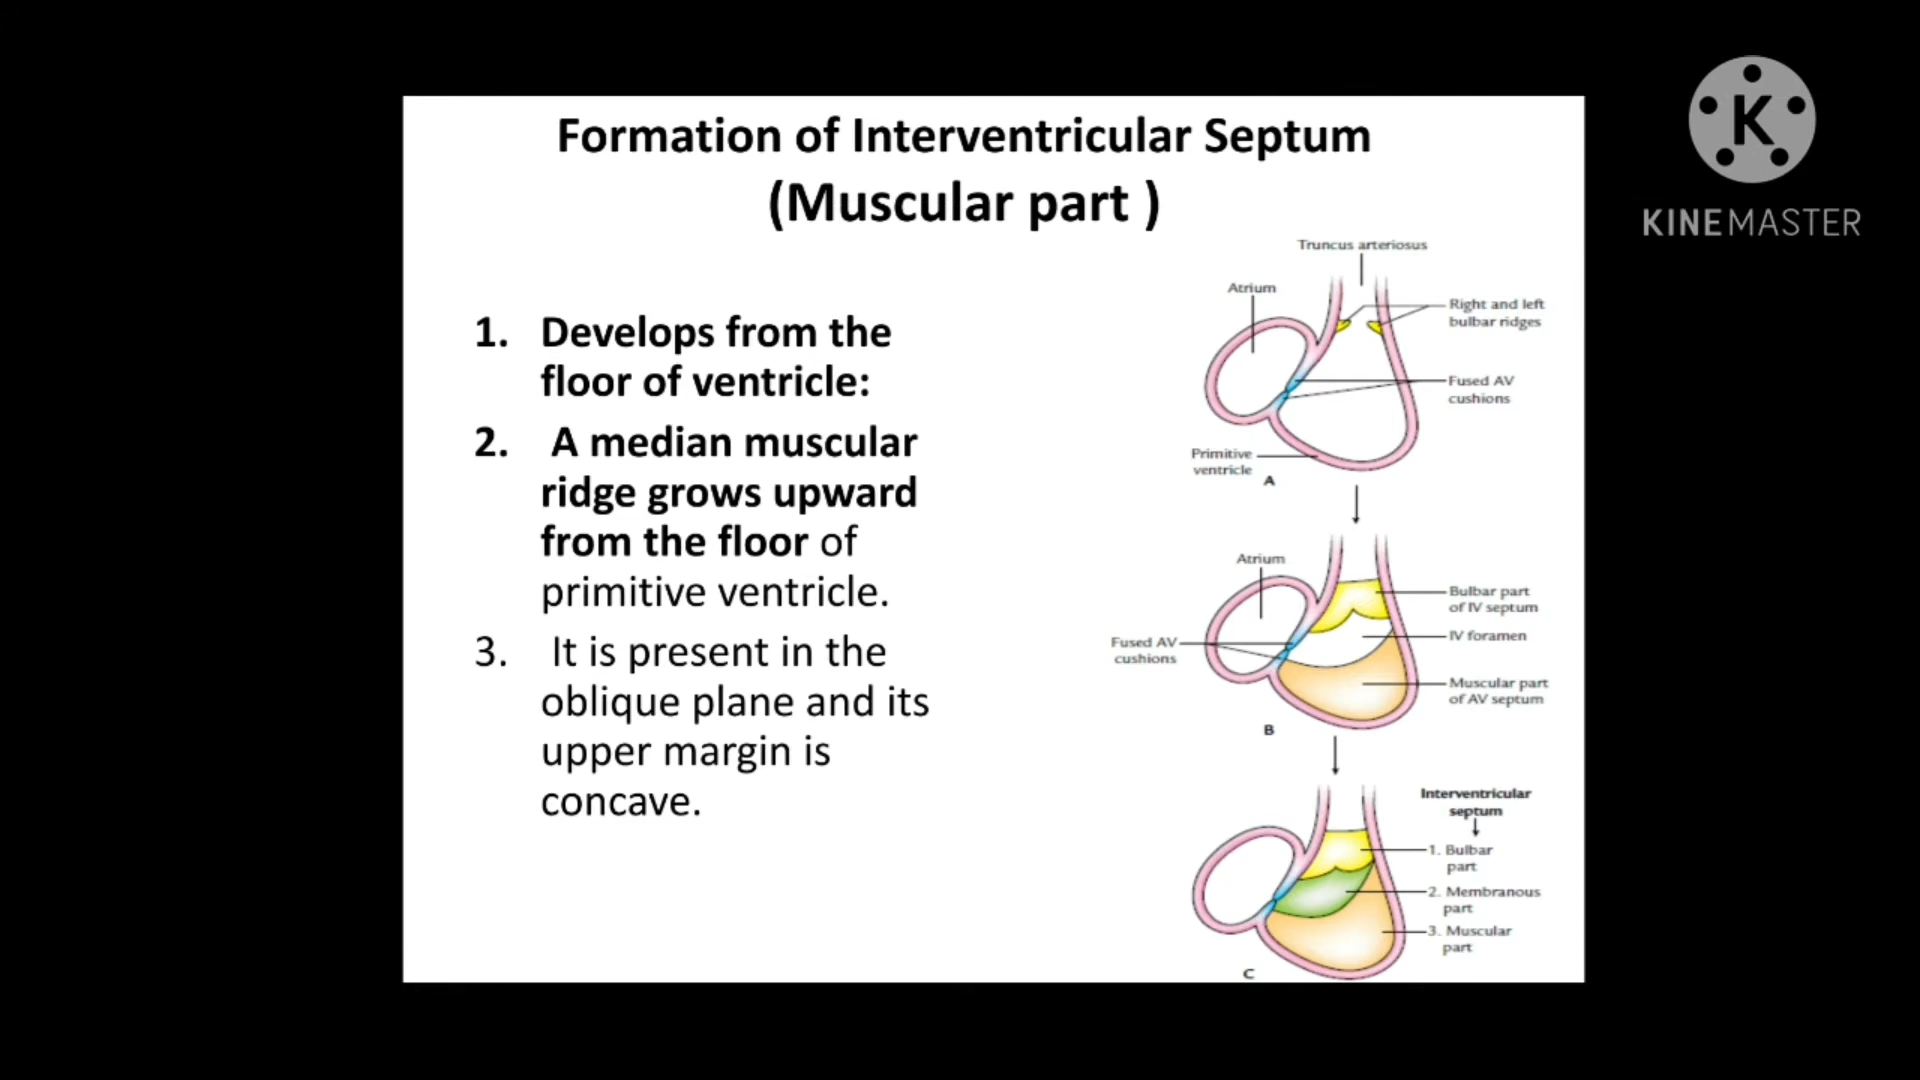 Formation of Interventricular Septum
(Muscular part )
K
KINEMASTER
1. Develops from the
floor of ventricle:
2. A median muscular
ridge grows upward
from the floor of
primitive ventricle.
3. It is present in the
oblique plane and its
upper margin is
concave.
Truncus arteriosus
Atrium
Right and left
bulbar ridges
Fused AV
cushions
Primitive
ventricle
A
Atrium
Bulbar part
of IV septum
IV foramen
Fused AV
cushions
Muscular part
of AV septum
B
Interventricular
septum
1. Bulbar
part
2. Membranous
part
3. Muscular
part
C